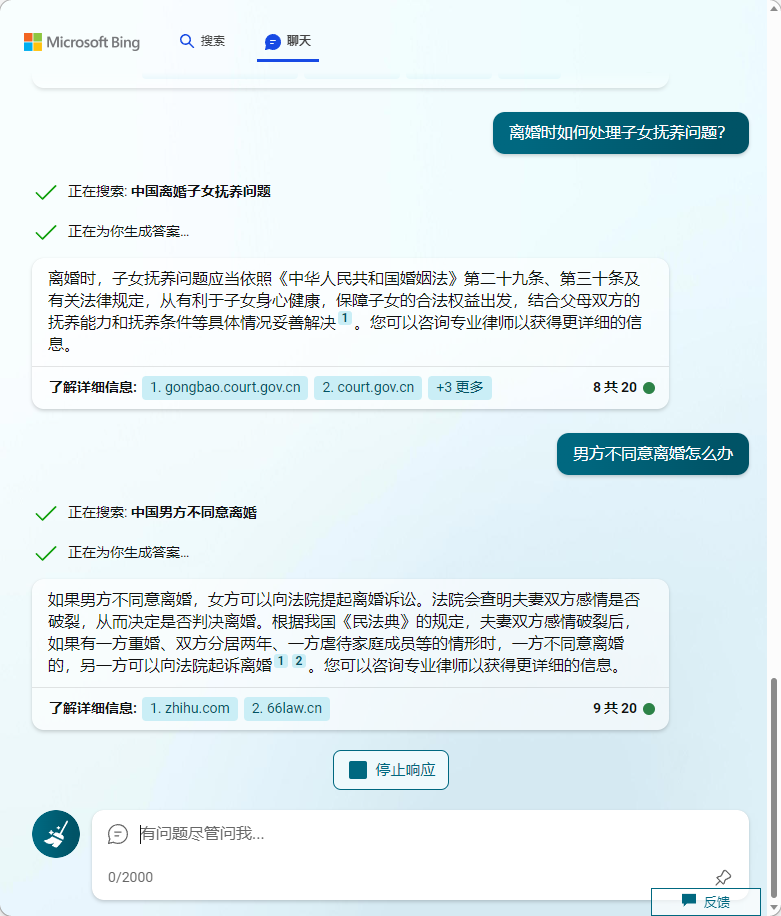 Microsoft Bing 搜索 聊天
离婚时如何处理子女抚养问题?
正在搜索: 中国离婚子女抚养问题
正在为你生成答案...
离婚时，子女抚养问题应当依照《中华人民共和国婚姻法》第二十九条、第三十条及
有关法律规定，从有利于子女身心健康，保障子女的合法权益出发，结合父母双方的
抚养能力和抚养条件等具体情况妥善解决1。您可以咨询专业律师以获得更详细的信
息。
了解详细信息: 1. gongbao.court.gov.cn 2. court.gov.cn +3 更多 8 共 20
男方不同意离婚怎么办
正在搜索: 中国男方不同意离婚
正在为你生成答案...
如果男方不同意离婚，女方可以向法院提起离婚诉讼。法院会查明夫妻双方感情是否
破裂，从而决定是否判决离婚。根据我国《民法典》的规定，夫妻双方感情破裂后，
如果有一方重婚、双方分居两年、一方虐待家庭成员等的情形时，一方不同意离婚
的，另一方可以向法院起诉离婚1 2。您可以咨询专业律师以获得更详细的信息。
了解详细信息: 1. zhihu.com 2. 66law.cn 9 共 20
停止响应
有问题尽管问我...
0/2000
反馈